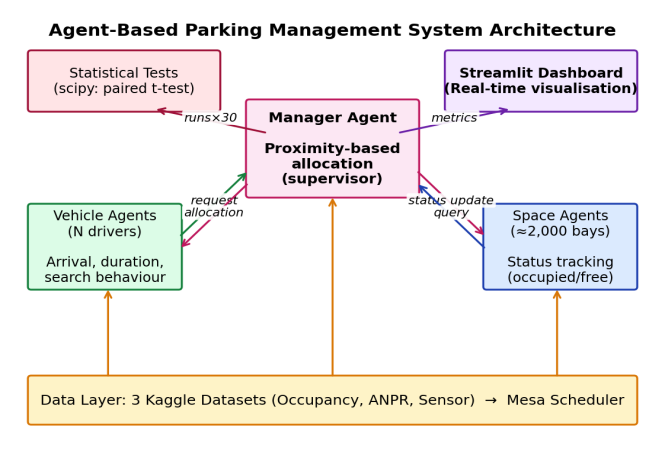 Agent-Based Parking Management System Architecture
Statistical Tests
(scipy: paired t-test)
Streamlit Dashboard
(Real-time visualisation)
runs×30
metrics
Manager Agent
Proximity-based
allocation
(supervisor)
request
allocation
status update
query
Vehicle Agents
(N drivers)
Arrival, duration,
search behaviour
Space Agents
(≈2,000 bays)
Status tracking
(occupied/free)
Data Layer: 3 Kaggle Datasets (Occupancy, ANPR, Sensor) → Mesa Scheduler